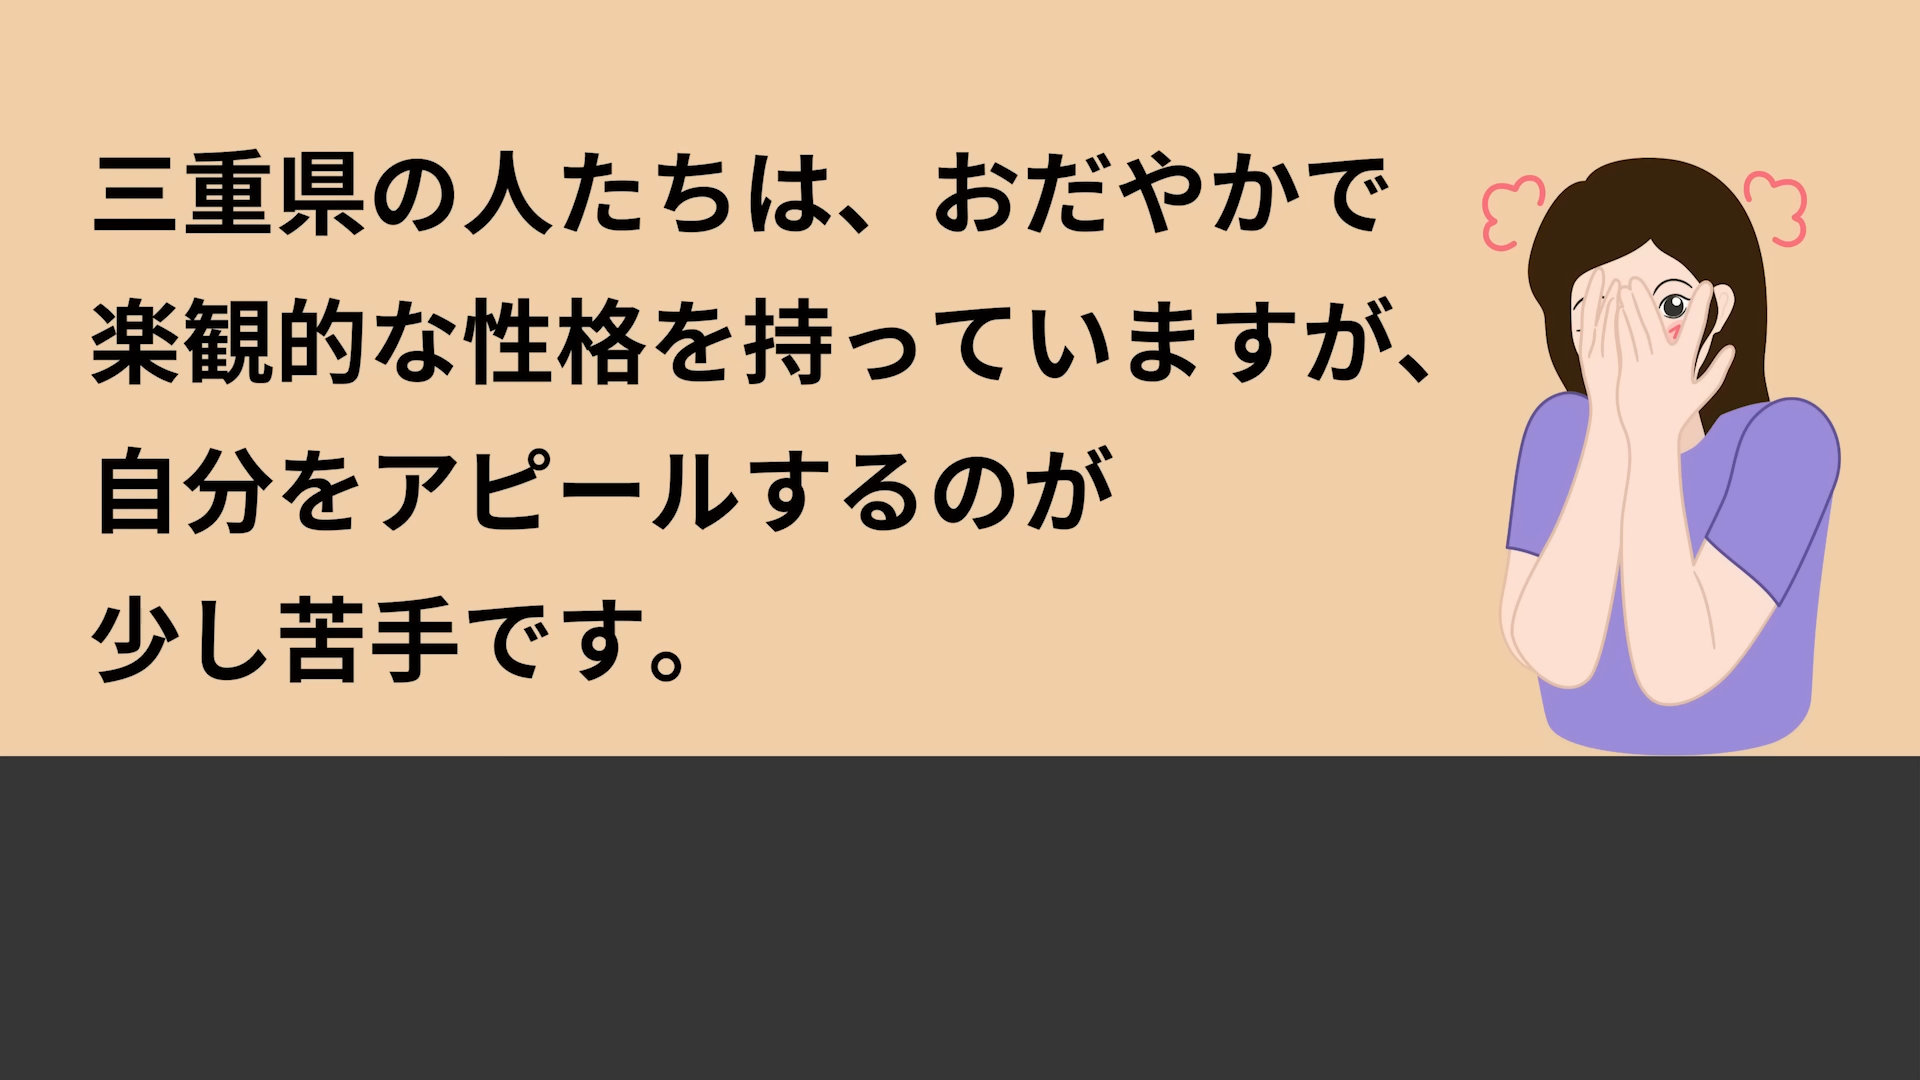 三重県の人たちは、おだやかで
楽観的な性格を持っていますが、
自分をアピールするのが
少し苦手です。